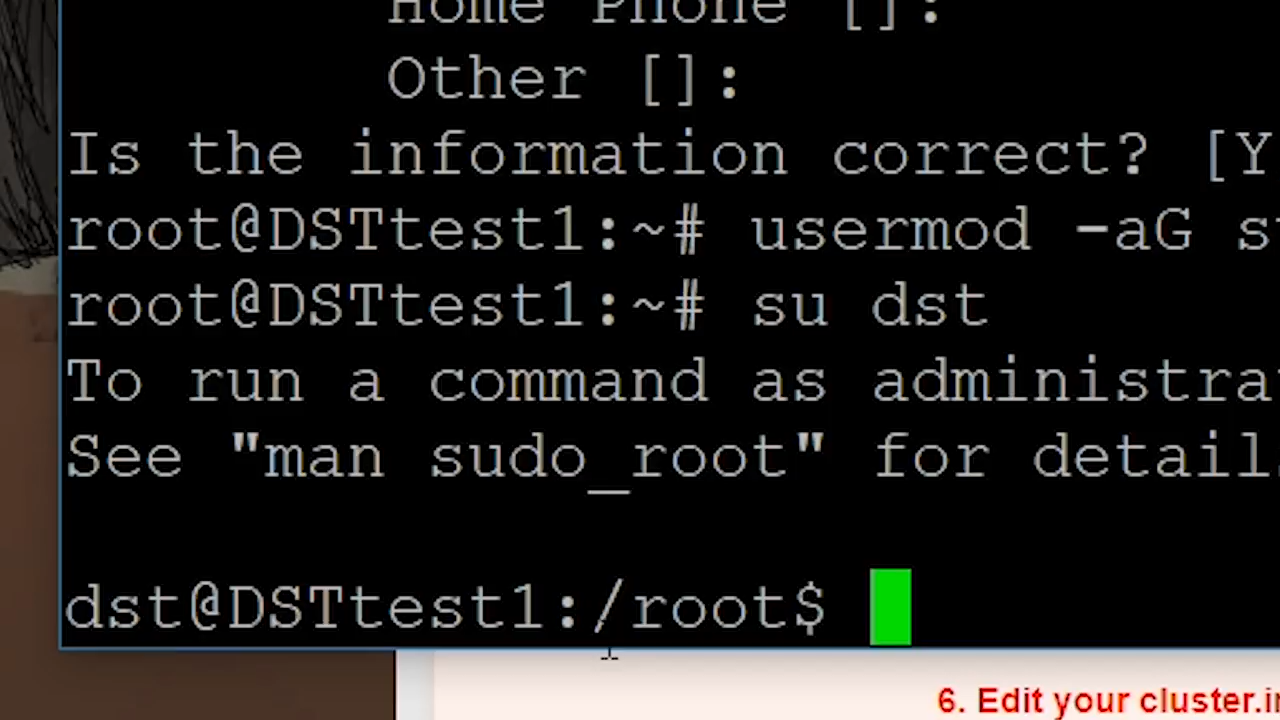 Home Phone []:
Other []:
Is the information correct? [Y
root@DSTtest1:~# usermod -aG s
root@DSTtest1:~# su dst
To run a command as administra
See "man sudo_root" for detail
dst@DSTtest1:/root$
6. Edit your cluster.i